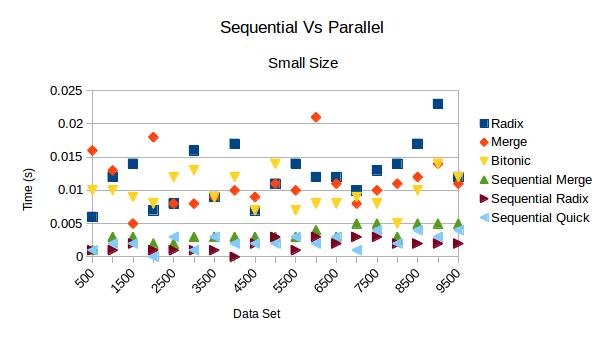 Sequential Vs Parallel
Small Size
0.025
0.02
0.015
0.01
0.005
0
Time (s)
500
1500
2500
3500
4500
5500
6500
7500
8500
9500
Data Set
Radix
Merge
Bitonic
Sequential Merge
Sequential Radix
Sequential Quick